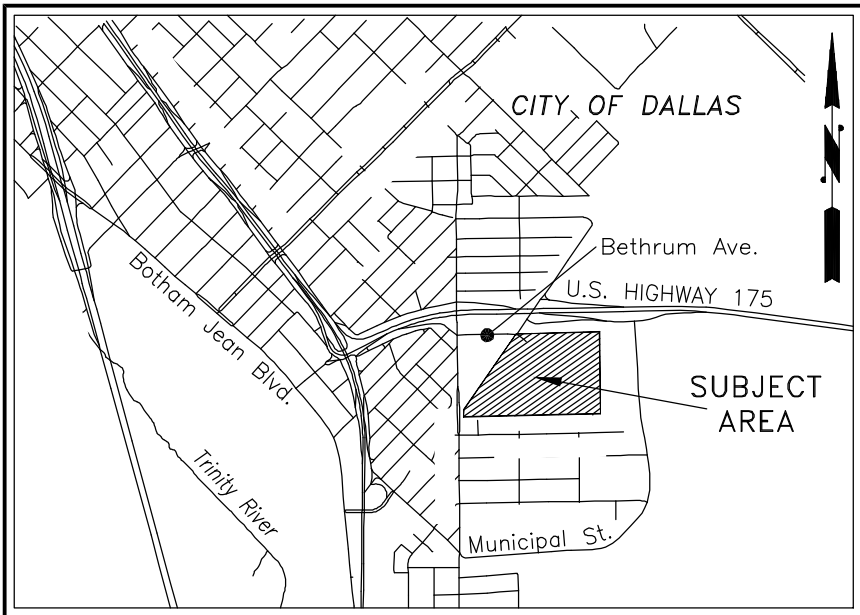 CITY OF DALLAS
N
Bethrum Ave.
U.S. HIGHWAY 175
Botham Jean Blvd.
SUBJECT
AREA
Trinity River
Municipal St.